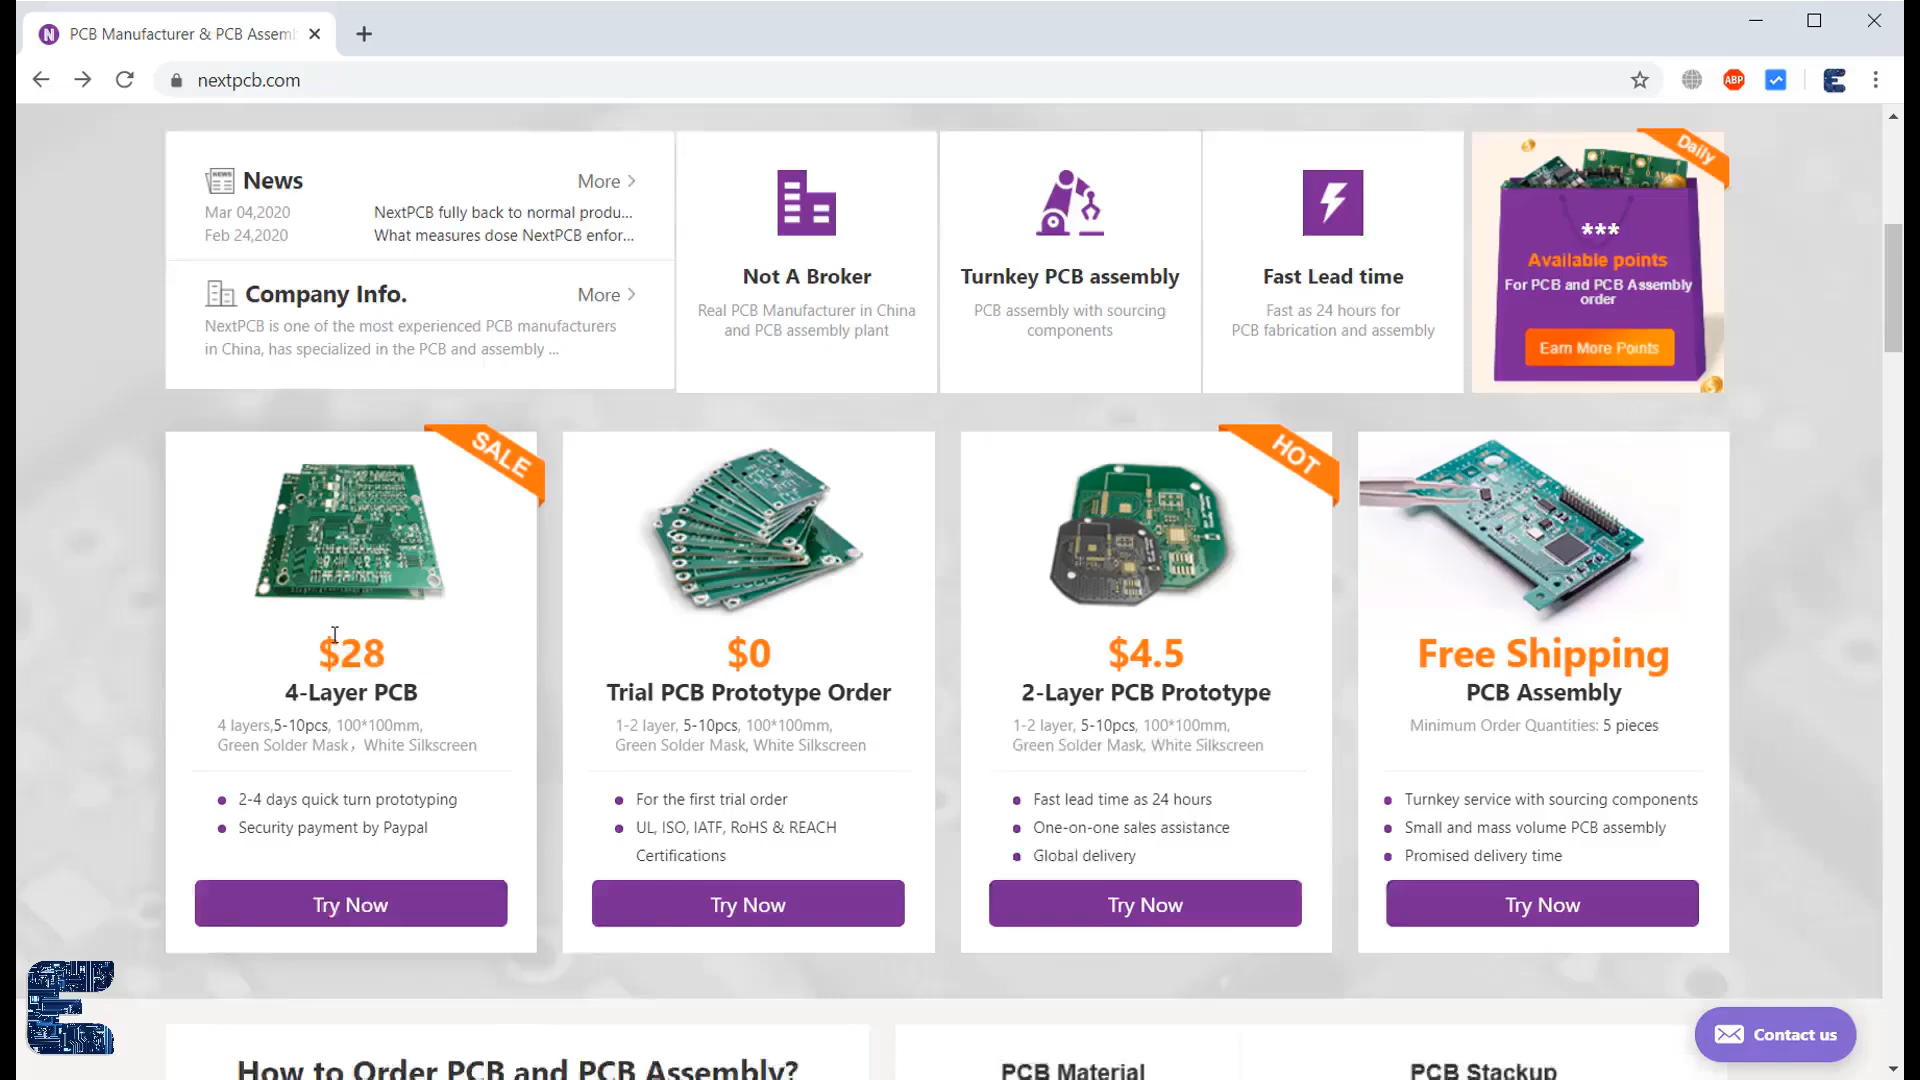 N PCB Manufacturer & PCB Assem
nextpcb.com
ABP
News
More
Mar 04,2020 NextPCB fully back to normal produ...
Feb 24,2020 What measures dose NextPCB enfor...
Company Info.
More
NextPCB is one of the most experienced PCB manufacturers
in China, has specialized in the PCB and assembly ...
Not A Broker
Real PCB Manufacturer in China
and PCB assembly plant
Turnkey PCB assembly
PCB assembly with sourcing
components
Fast Lead time
Fast as 24 hours for
PCB fabrication and assembly
Daily
***
Available points
For PCB and PCB Assembly
order
Earn More Points
SALE
$28
4-Layer PCB
4 layers,5-10pcs, 100*100mm,
Green Solder Mask，White Silkscreen
2-4 days quick turn prototyping
Security payment by Paypal
Try Now
$0
Trial PCB Prototype Order
1-2 layer, 5-10pcs, 100*100mm,
Green Solder Mask, White Silkscreen
For the first trial order
UL, ISO, IATF, RoHS & REACH
Certifications
Try Now
HOT
$4.5
2-Layer PCB Prototype
1-2 layer, 5-10pcs, 100*100mm,
Green Solder Mask, White Silkscreen
Fast lead time as 24 hours
One-on-one sales assistance
Global delivery
Try Now
Free Shipping
PCB Assembly
Minimum Order Quantities: 5 pieces
Turnkey service with sourcing components
Small and mass volume PCB assembly
Promised delivery time
Try Now
E
Contact us
How to Order PCB and PCB Assembly?
PCB Material
PCB Stackup